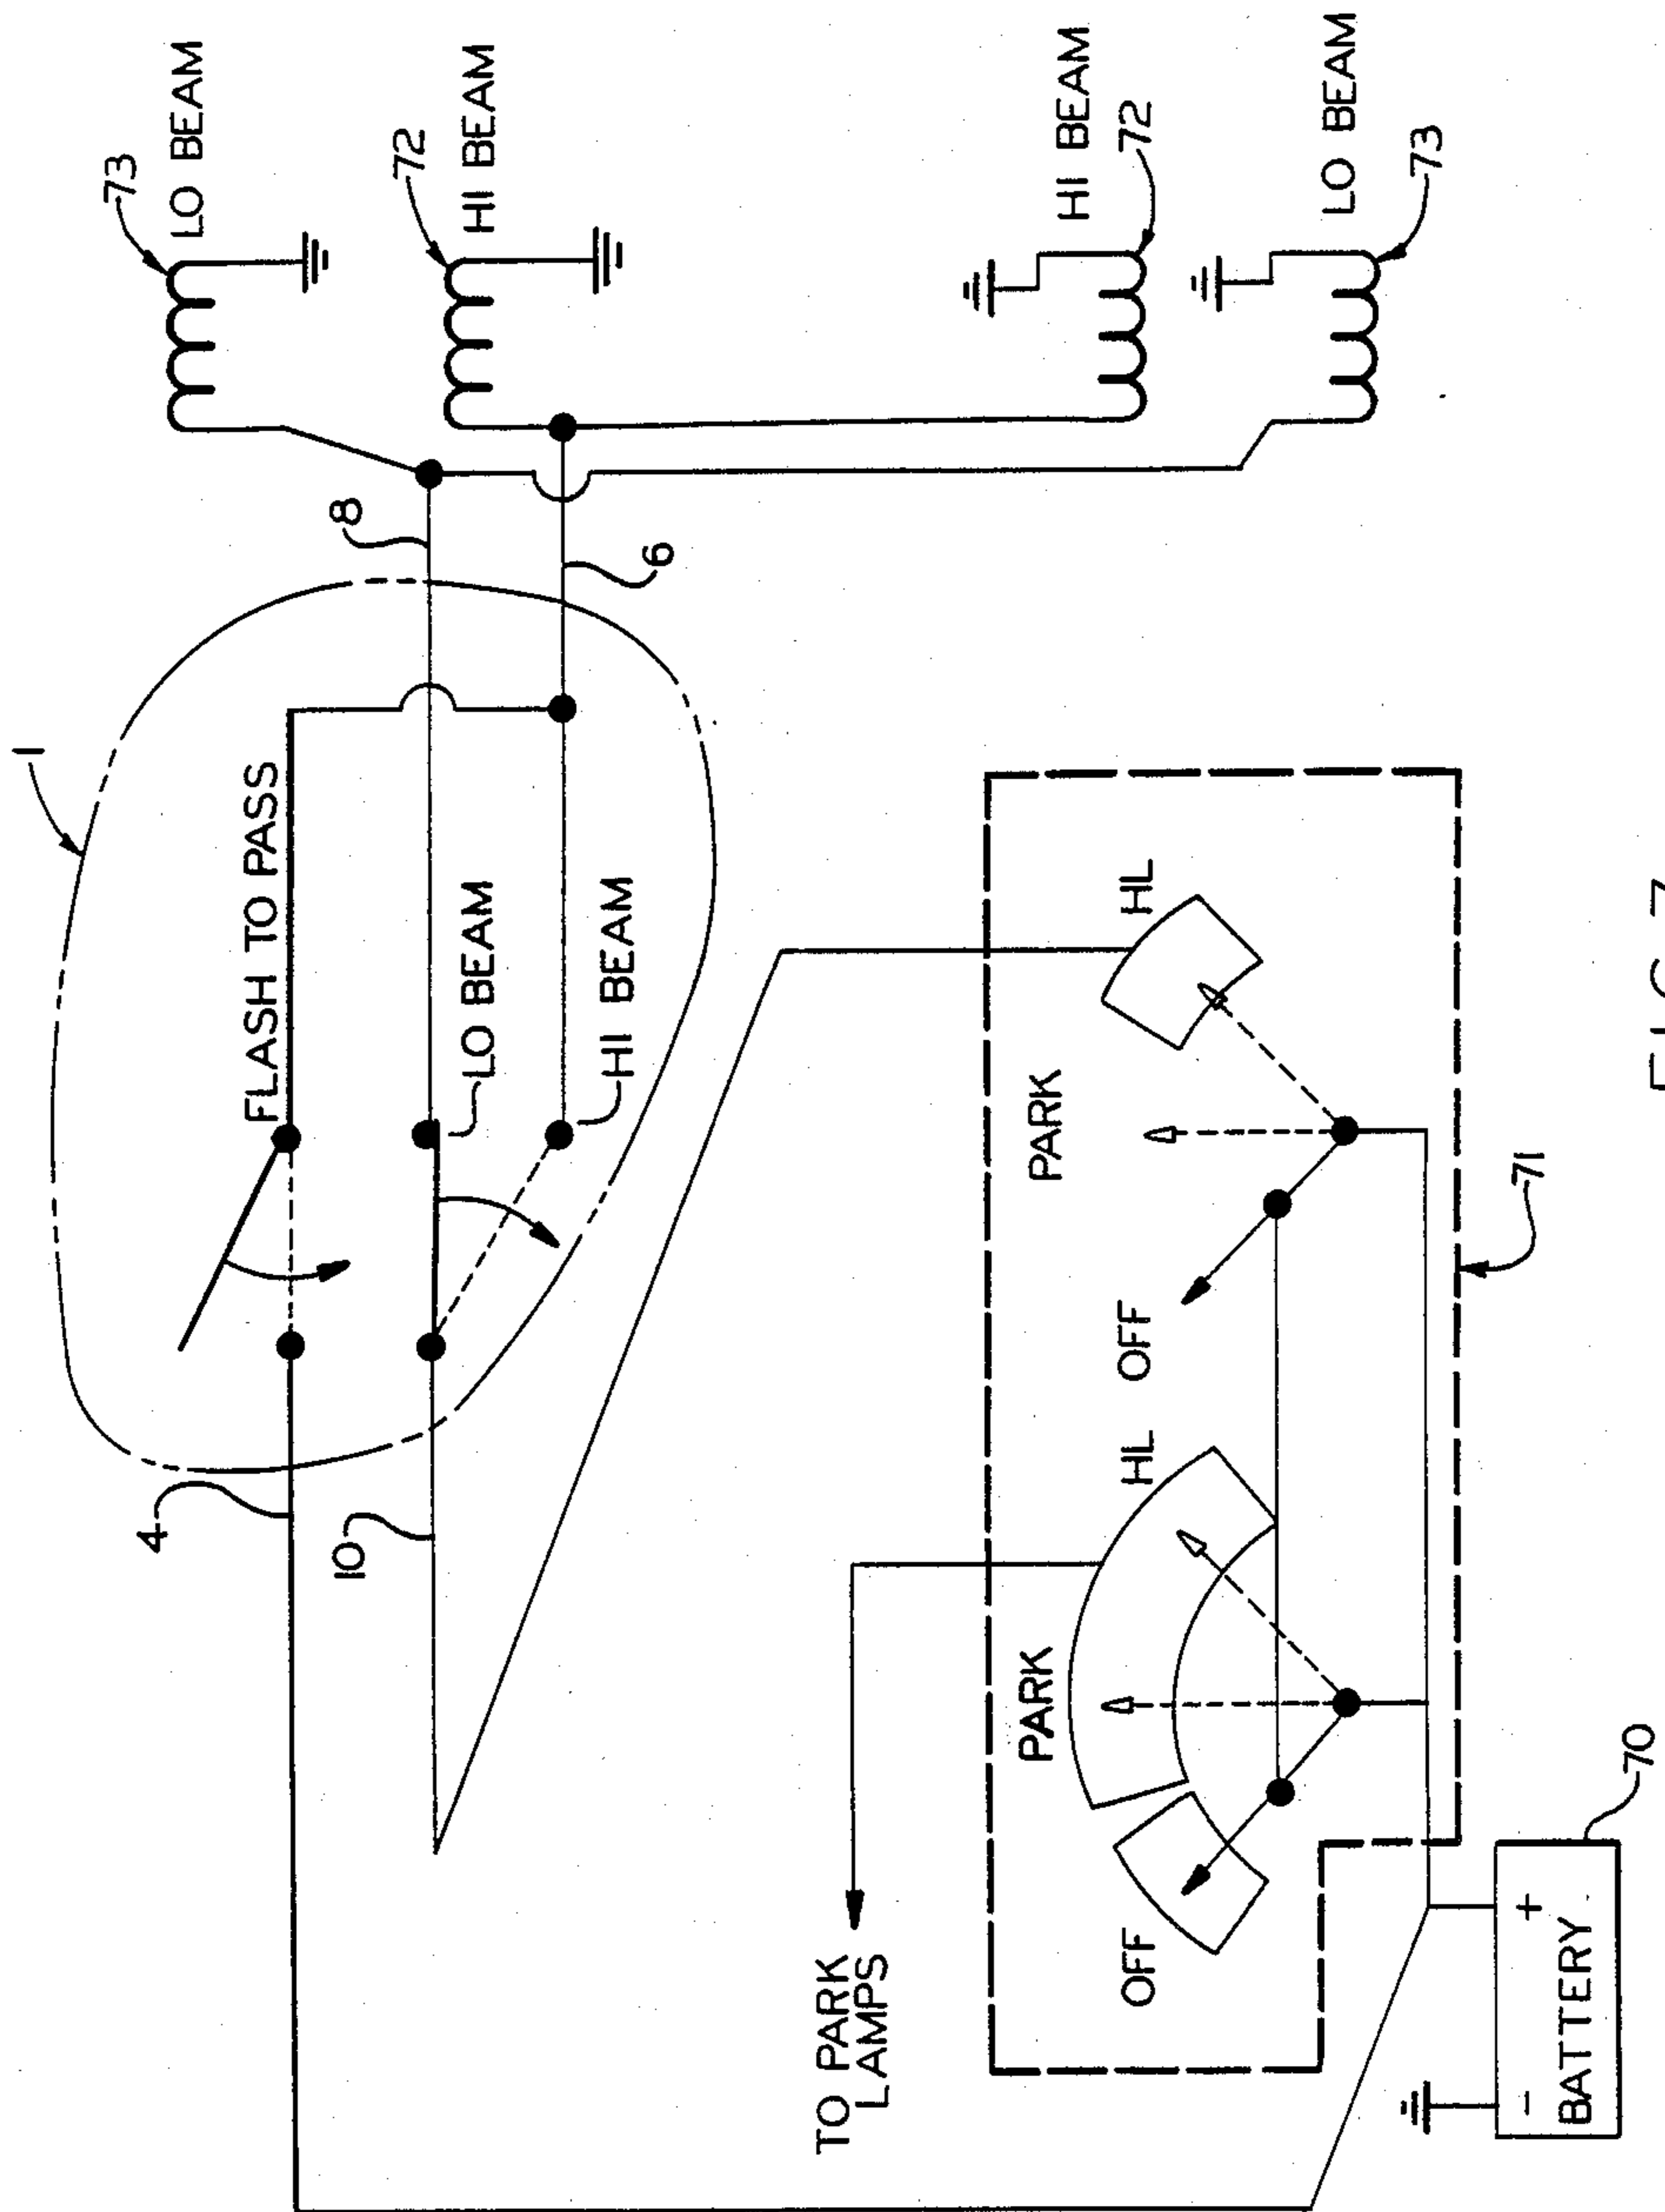 1
73
4
LO BEAM
FLASH TO PASS
10
8
72
LO BEAM
HI BEAM
HI BEAM
6
TO PARK
LAMPS
PARK
PARK
HI BEAM
OFF
HL
OFF
HL
72
LO BEAM
73
71
- +
BATTERY
70